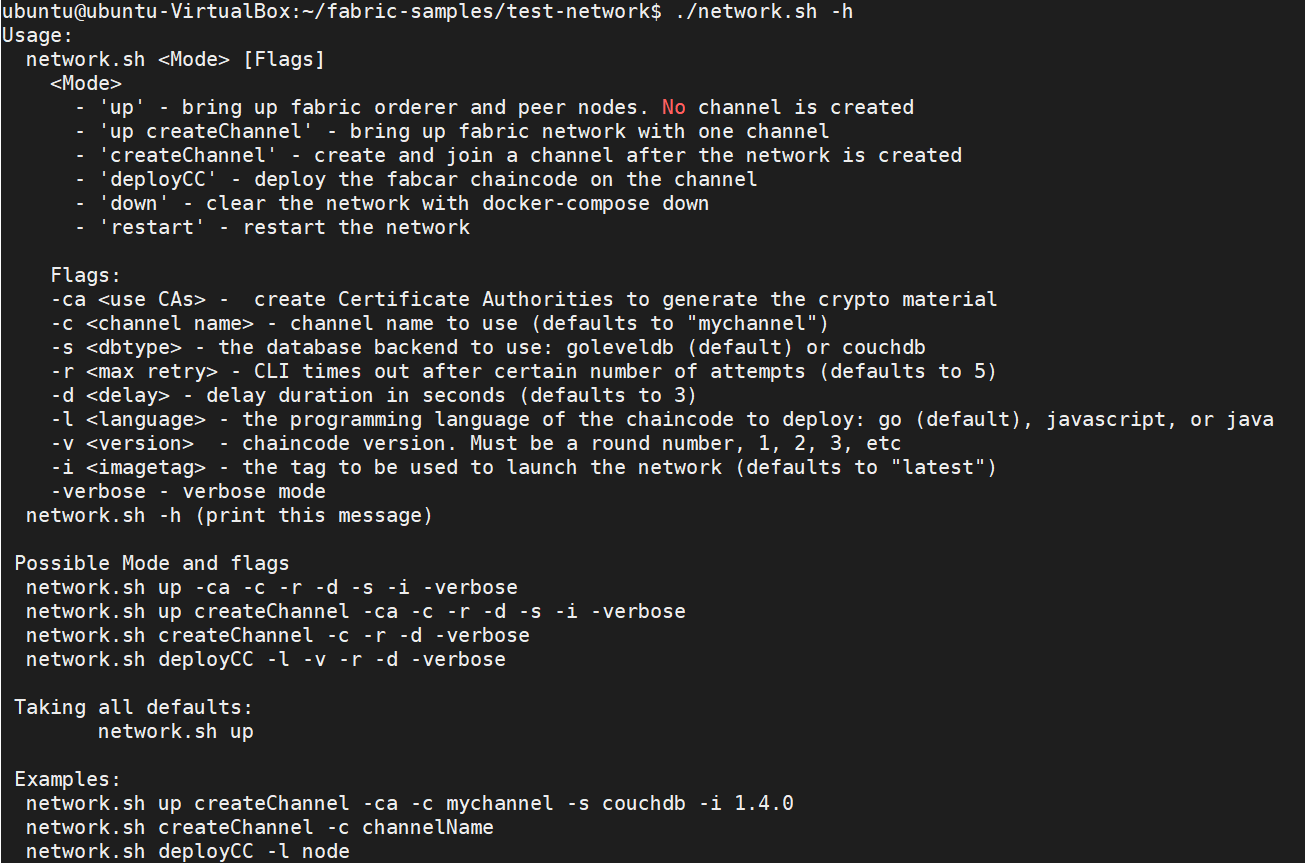 ubuntu@ubuntu-VirtualBox:~/fabric-samples/test-network$ ./network.sh -h
Usage:
  network.sh <Mode> [Flags]
    <Mode>
      - 'up' - bring up fabric orderer and peer nodes. No channel is created
      - 'up createChannel' - bring up fabric network with one channel
      - 'createChannel' - create and join a channel after the network is created
      - 'deployCC' - deploy the fabcar chaincode on the channel
      - 'down' - clear the network with docker-compose down
      - 'restart' - restart the network

    Flags:
    -ca <use CAs> -  create Certificate Authorities to generate the crypto material
    -c <channel name> - channel name to use (defaults to "mychannel")
    -s <dbtype> - the database backend to use: goleveldb (default) or couchdb
    -r <max retry> - CLI times out after certain number of attempts (defaults to 5)
    -d <delay> - delay duration in seconds (defaults to 3)
    -l <language> - the programming language of the chaincode to deploy: go (default), javascript, or java
    -v <version>  - chaincode version. Must be a round number, 1, 2, 3, etc
    -i <imagetag> - the tag to be used to launch the network (defaults to "latest")
    -verbose - verbose mode
  network.sh -h (print this message)

 Possible Mode and flags
  network.sh up -ca -c -r -d -s -i -verbose
  network.sh up createChannel -ca -c -r -d -s -i -verbose
  network.sh createChannel -c -r -d -verbose
  network.sh deployCC -l -v -r -d -verbose

 Taking all defaults:
        network.sh up

 Examples:
  network.sh up createChannel -ca -c mychannel -s couchdb -i 1.4.0
  network.sh createChannel -c channelName
  network.sh deployCC -l node